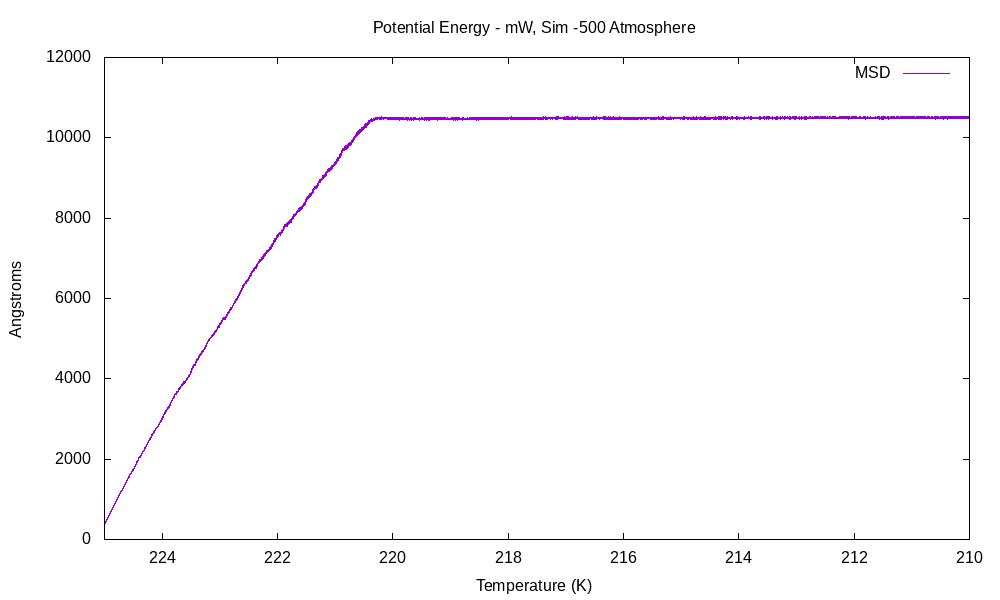 Potential Energy - mW, Sim -500 Atmosphere
MSD
12000
10000
8000
6000
4000
2000
0
Angstroms
224 222 220 218 216 214 212 210
Temperature (K)